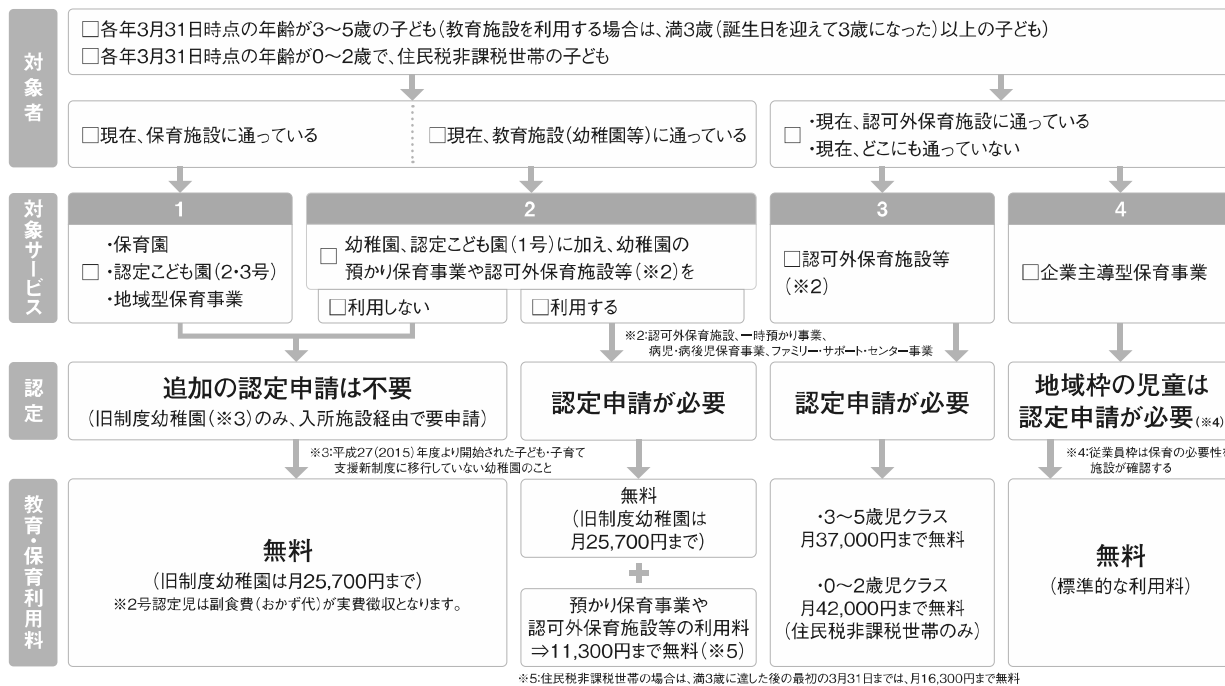 対象者
□各年3月31日時点の年齢が3～5歳の子ども(教育施設を利用する場合は、満3歳(誕生日を迎えて3歳になった)以上の子ども)
□各年3月31日時点の年齢が0～2歳で、住民税非課税世帯の子ども
□現在、保育施設に通っている
□現在、教育施設(幼稚園等)に通っている
□
・現在、認可外保育施設に通っている
・現在、どこにも通っていない
対象サービス
1
・保育園
□・認定こども園(2・3号)
・地域型保育事業
2
□幼稚園、認定こども園(1号)に加え、幼稚園の
預かり保育事業や認可外保育施設等(※2)を
□利用しない
□利用する
3
□認可外保育施設等
(※2)
4
□企業主導型保育事業
※2:認可外保育施設、一時預かり事業、
病児・病後児保育事業、ファミリー・サポート・センター事業
認定
追加の認定申請は不要
(旧制度幼稚園(※3)のみ、入所施設経由で要申請)
認定申請が必要
認定申請が必要
地域枠の児童は
認定申請が必要(※4)
※3:平成27(2015)年度より開始された子ども・子育て
支援新制度に移行していない幼稚園のこと
※4:従業員枠は保育の必要性を
施設が確認する
教育・保育利用料
無料
(旧制度幼稚園は月25,700円まで)
※2号認定児は副食費(おかず代)が実費徴収となります。
無料
(旧制度幼稚園は
月25,700円まで)
+
預かり保育事業や
認可外保育施設等の利用料
⇒11,300円まで無料(※5)
・3～5歳児クラス
月37,000円まで無料
・0～2歳児クラス
月42,000円まで無料
(住民税非課税世帯のみ)
無料
(標準的な利用料)
※5:住民税非課税世帯の場合は、満3歳に達した後の最初の3月31日までは、月16,300円まで無料